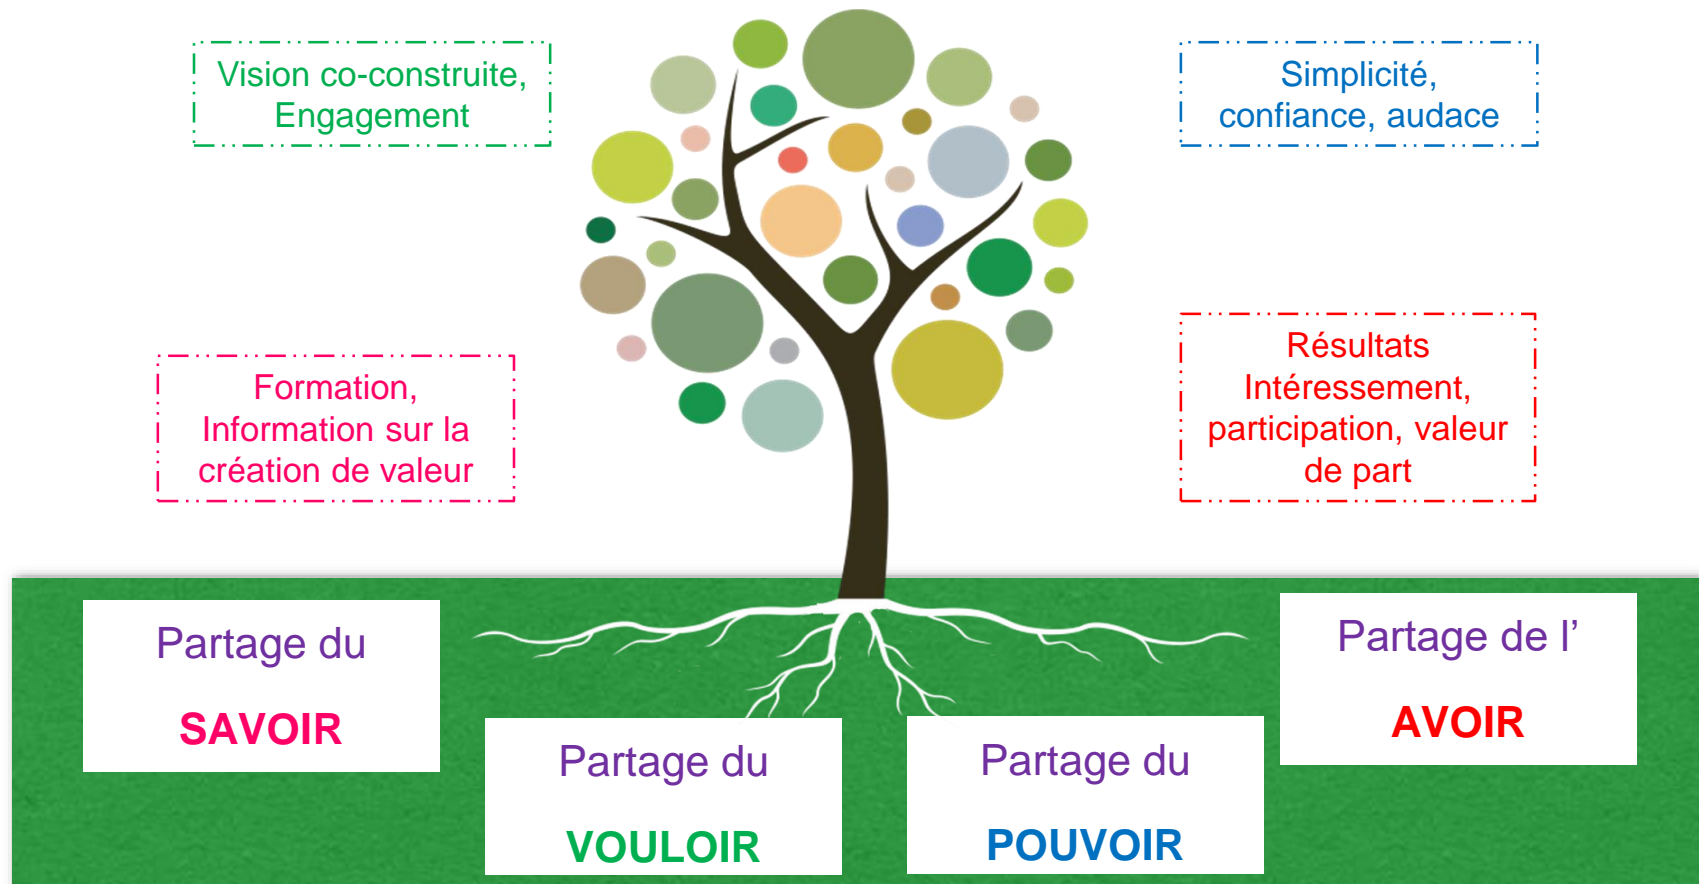 Vision co-construite,
Engagement
Simplicité,
confiance, audace
Formation,
Information sur la
création de valeur
Résultats
Intéressement,
participation, valeur
de part
Partage du
SAVOIR
Partage du
VOULOIR
Partage du
POUVOIR
Partage de l’
AVOIR